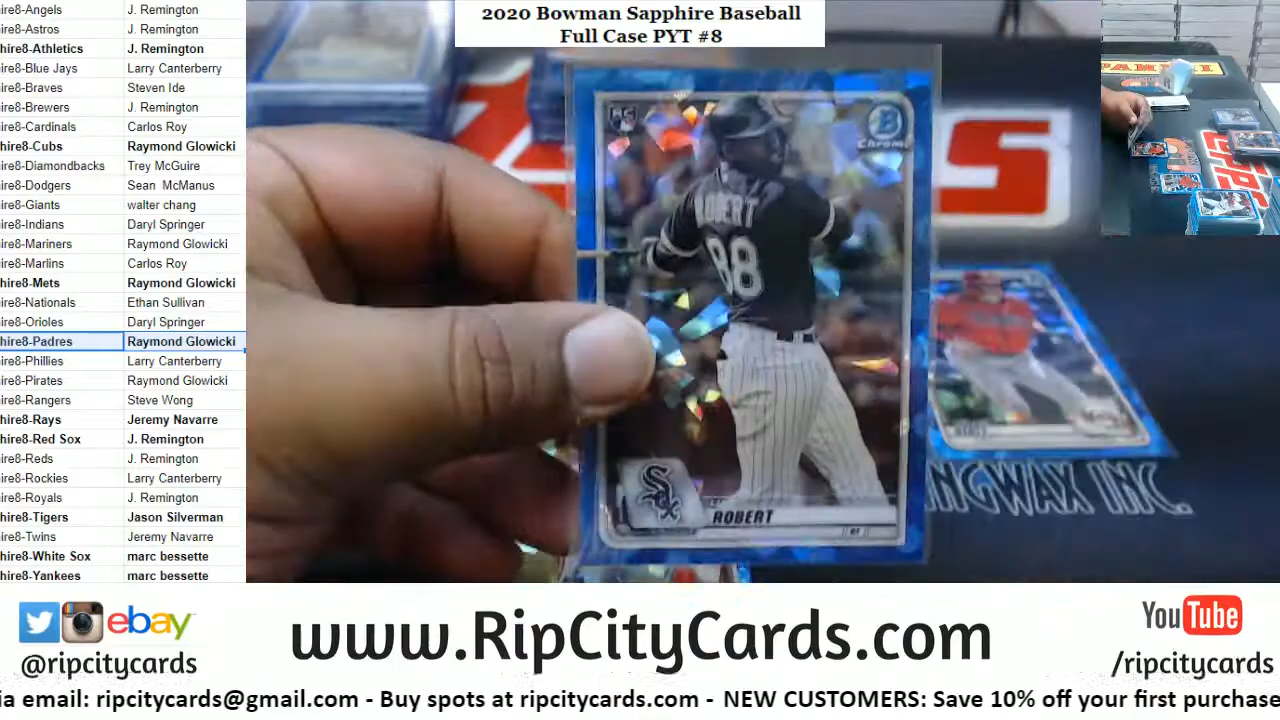 2020 Bowman Sapphire Baseball
Full Case PYT #8
ire8-Angels J. Remington
ire8-Astros J. Remington
hire8-Athletics J. Remington
ire8-Blue Jays Larry Canterberry
ire8-Braves Steven Ide
ire8-Brewers J. Remington
ire8-Cardinals Carlos Roy
hire8-Cubs Raymond Glowicki
ire8-Diamondbacks Trey McGuire
ire8-Dodgers Sean McManus
ire8-Giants walter chang
ire8-Indians Daryl Springer
ire8-Mariners Raymond Glowicki
ire8-Marlins Carlos Roy
hire8-Mets Raymond Glowicki
ire8-Nationals Ethan Sullivan
ire8-Orioles Daryl Springer
hire8-Padres Raymond Glowicki
ire8-Phillies Larry Canterberry
ire8-Pirates Raymond Glowicki
ire8-Rangers Steve Wong
hire8-Rays Jeremy Navarre
hire8-Red Sox J. Remington
ire8-Reds J. Remington
ire8-Rockies Larry Canterberry
ire8-Royals J. Remington
hire8-Tigers Jason Silverman
ire8-Twins Jeremy Navarre
hire8-White Sox marc bessette
hire8-Yankees marc bessette
RC
B
Chrome
ROBERT
88
Sox
ROBERT
OF
S
NGWAX INC.
PANINI
ebay
@ripcitycards
www.RipCityCards.com
YouTube
/ripcitycards
ia email: ripcitycards@gmail.com - Buy spots at ripcitycards.com - NEW CUSTOMERS: Save 10% off your first purchase